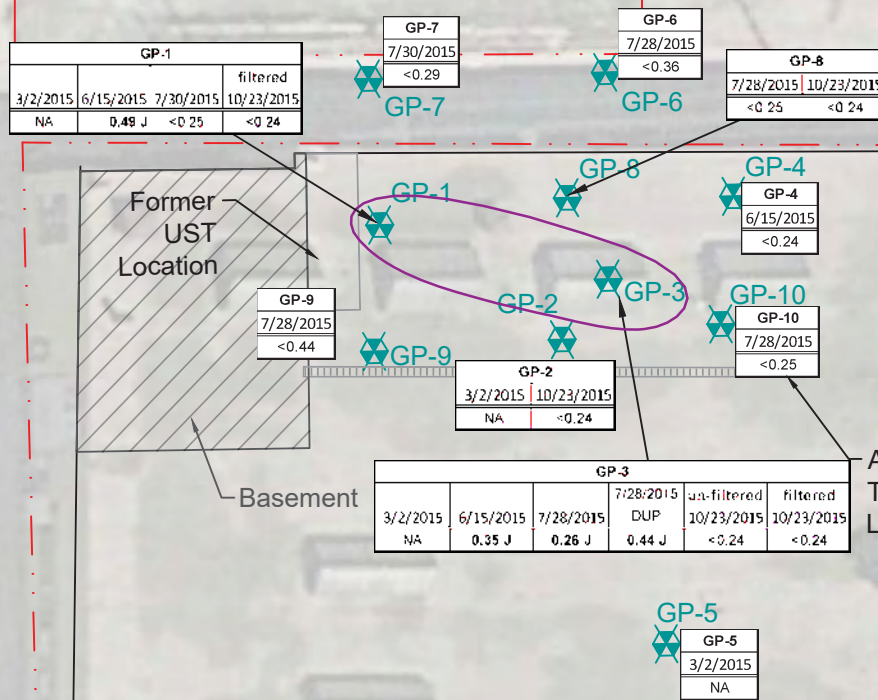 GP-7
7/30/2015
<0.29
GP-7
GP-6
7/28/2015
<0.36
GP-6
GP-1
filtered
3/2/2015 6/15/2015 7/30/2015 10/23/2015
NA 0.49 J <0.25 <0.24
GP-8
7/28/2015 10/23/2015
<0.25 <0.24
GP-1
GP-8
GP-4
GP-4
6/15/2015
<0.24
Former
UST
Location
GP-9
7/28/2015
<0.44
GP-9
GP-2
GP-3
GP-10
GP-10
7/28/2015
<0.25
GP-2
3/2/2015 10/23/2015
NA <0.24
Basement
GP-3
7/28/2015 un-filtered filtered
3/2/2015 6/15/2015 7/28/2015 DUP 10/23/2015 10/23/2015
NA 0.35 J 0.26 J 0.44 J <0.24 <0.24
A
T
L
GP-5
GP-5
3/2/2015
NA